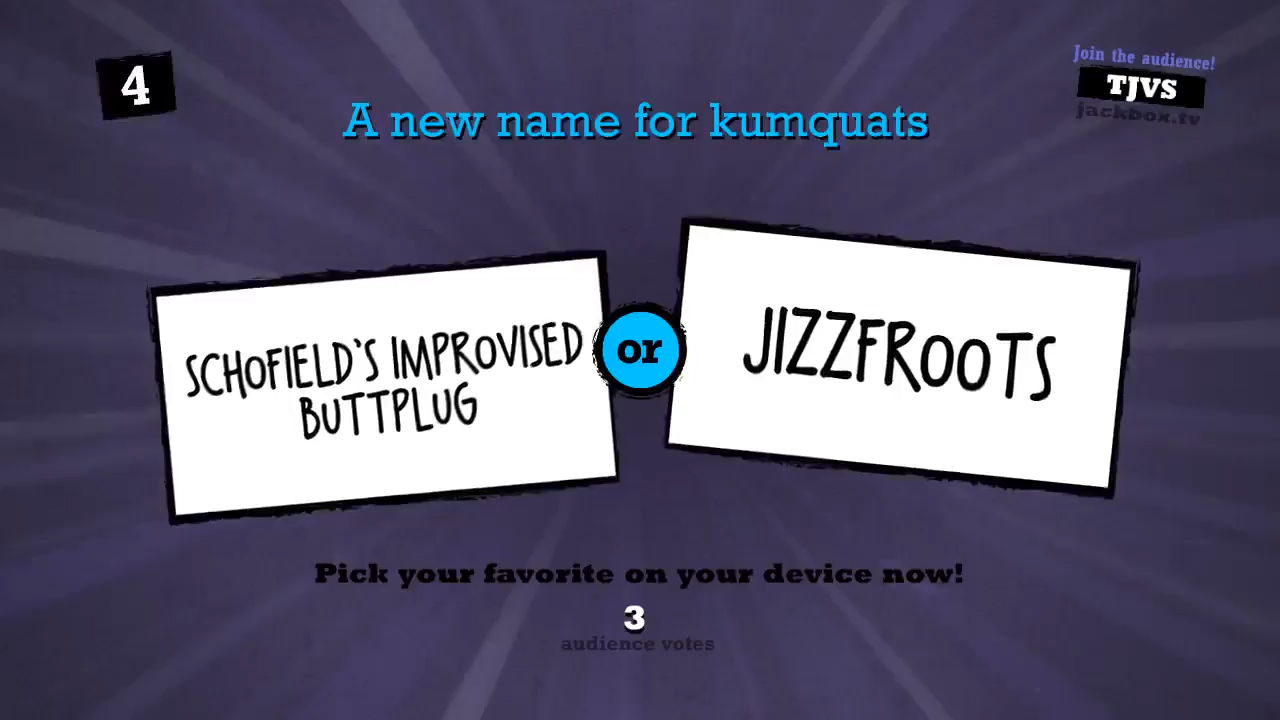 4
Join the audience!
TJVS
jackbox.tv
A new name for kumquats
SCHOFIELD'S IMPROVISED
BUTTPLUG
or
JIZZFROOTS
Pick your favorite on your device now!
3
audience votes